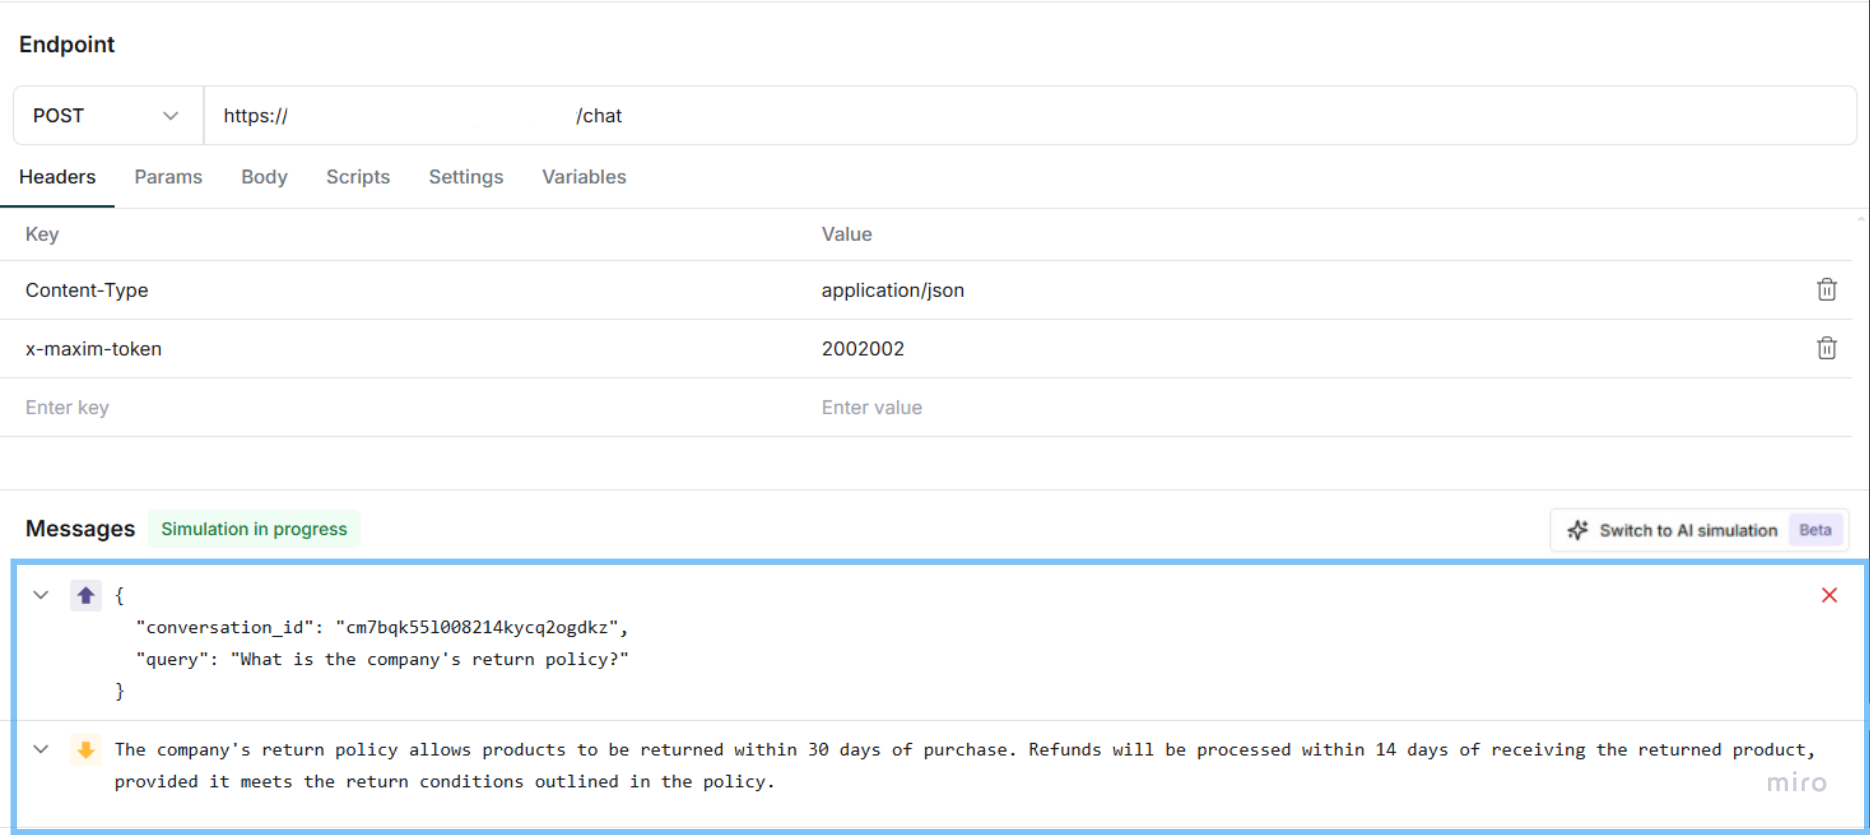 Endpoint
POST https:// /chat
Headers Params Body Scripts Settings Variables
Key Value
Content-Type application/json
x-maxim-token 2002002
Enter key Enter value
Messages Simulation in progress Switch to AI simulation Beta
{
"conversation_id": "cm7bqk55l008214kycq2ogdkz",
"query": "What is the company's return policy?"
}
The company's return policy allows products to be returned within 30 days of purchase. Refunds will be processed within 14 days of receiving the returned product,
provided it meets the return conditions outlined in the policy.
miro